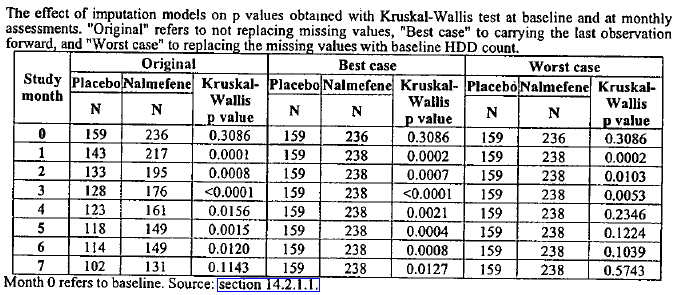 The effect of imputation models on p values obtained with Kruskal-Wallis test at baseline and at monthly
assessments. "Original" refers to not replacing missing values, "Best case" to carrying the last observation
forward, and "Worst case" to replacing the missing values with baseline HDD count.
Original Best case Worst case
Study month Placebo Nalmefene Kruskal-Wallis p value Placebo Nalmefene Kruskal-Wallis p value Placebo Nalmefene Kruskal-Wallis p value
N N N N N N
0 159 236 0.3086 159 236 0.3086 159 236 0.3086
1 143 217 0.0001 159 238 0.0002 159 238 0.0002
2 133 195 0.0008 159 238 0.0007 159 238 0.0103
3 128 176 <0.0001 159 238 <0.0001 159 238 0.0053
4 123 161 0.0156 159 238 0.0021 159 238 0.2346
5 118 149 0.0015 159 238 0.0004 159 238 0.1224
6 114 149 0.0120 159 238 0.0008 159 238 0.1039
7 102 131 0.1143 159 238 0.0127 159 238 0.5743
Month 0 refers to baseline. Source: section 14.2.1.1.